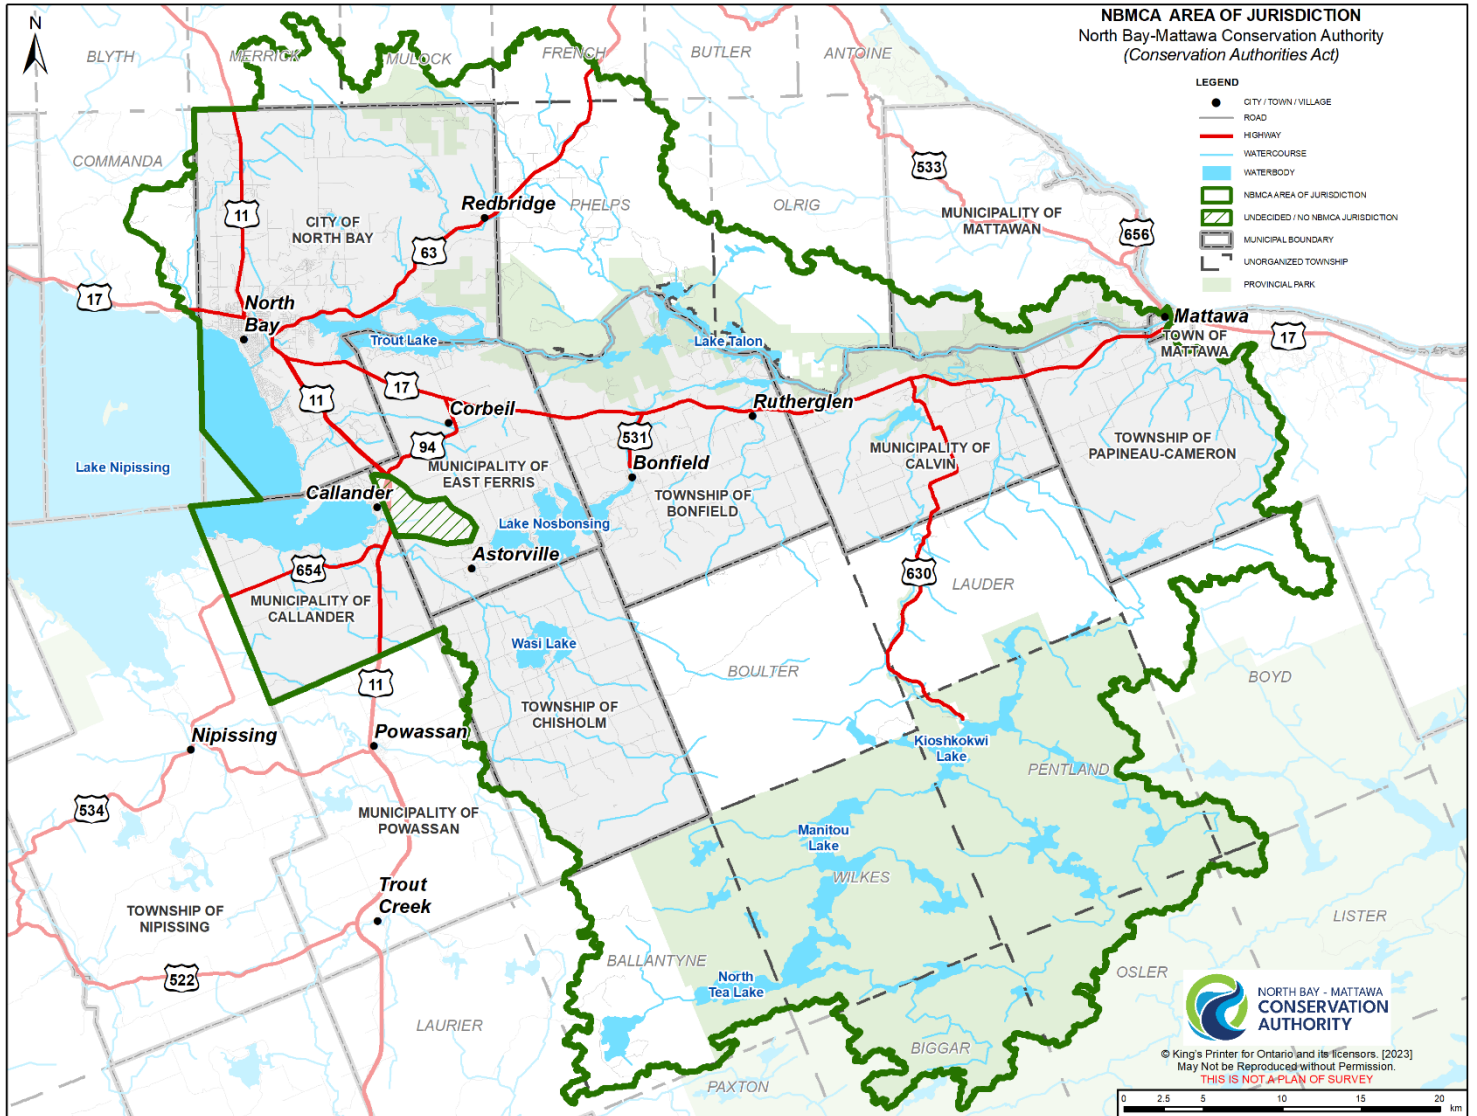 NBMCA AREA OF JURISDICTION
North Bay-Mattawa Conservation Authority
(Conservation Authorities Act)
LEGEND
CITY / TOWN / VILLAGE
ROAD
HIGHWAY
WATERCOURSE
WATERBODY
NBMCA AREA OF JURISDICTION
UNDECIDED / NO NBMCA JURISDICTION
MUNICIPAL BOUNDARY
UNORGANIZED TOWNSHIP
PROVINCIAL PARK
N
BLYTH
MERRICK
MULOCK
FRENCH
BUTLER
ANTOINE
COMMANDA
533
11
CITY OF
NORTH BAY
Redbridge
PHELPS
OLRIG
MUNICIPALITY OF
MATTAWAN
656
63
17
North
Bay
Trout Lake
Lake Talon
Mattawa
TOWN OF
MATTAWA
17
17
11
Corbeil
Rutherglen
94
531
MUNICIPALITY OF
EAST FERRIS
Bonfield
MUNICIPALITY OF
CALVIN
TOWNSHIP OF
PAPINEAU-CAMERON
Lake Nipissing
Callander
TOWNSHIP OF
BONFIELD
Lake Nosbonsing
Astorville
654
630
LAUDER
MUNICIPALITY OF
CALLANDER
Wasi Lake
BOULTER
BOYD
11
TOWNSHIP OF
CHISHOLM
Nipissing
Powassan
Kioshkokwi
Lake
PENTLAND
534
MUNICIPALITY OF
POWASSAN
Manitou
Lake
WILKES
Trout
Creek
TOWNSHIP OF
NIPISSING
LISTER
522
BALLANTYNE
North
Tea Lake
OSLER
LAURIER
BIGGAR
PAXTON
NORTH BAY - MATTAWA
CONSERVATION
AUTHORITY
© King's Printer for Ontario and its licensors. [2023]
May Not be Reproduced without Permission.
THIS IS NOT A PLAN OF SURVEY
0 2.5 5 10 15 20
km